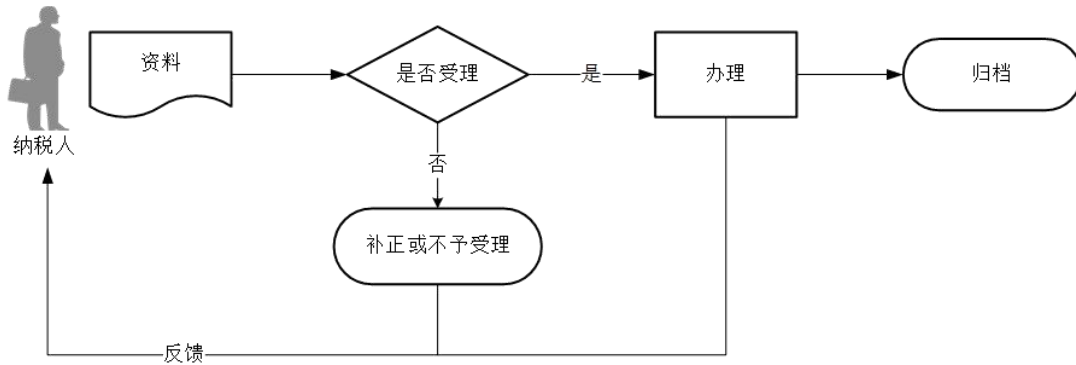 纳税人
资料
是否受理
是
办理
归档
否
补正或不予受理
反馈